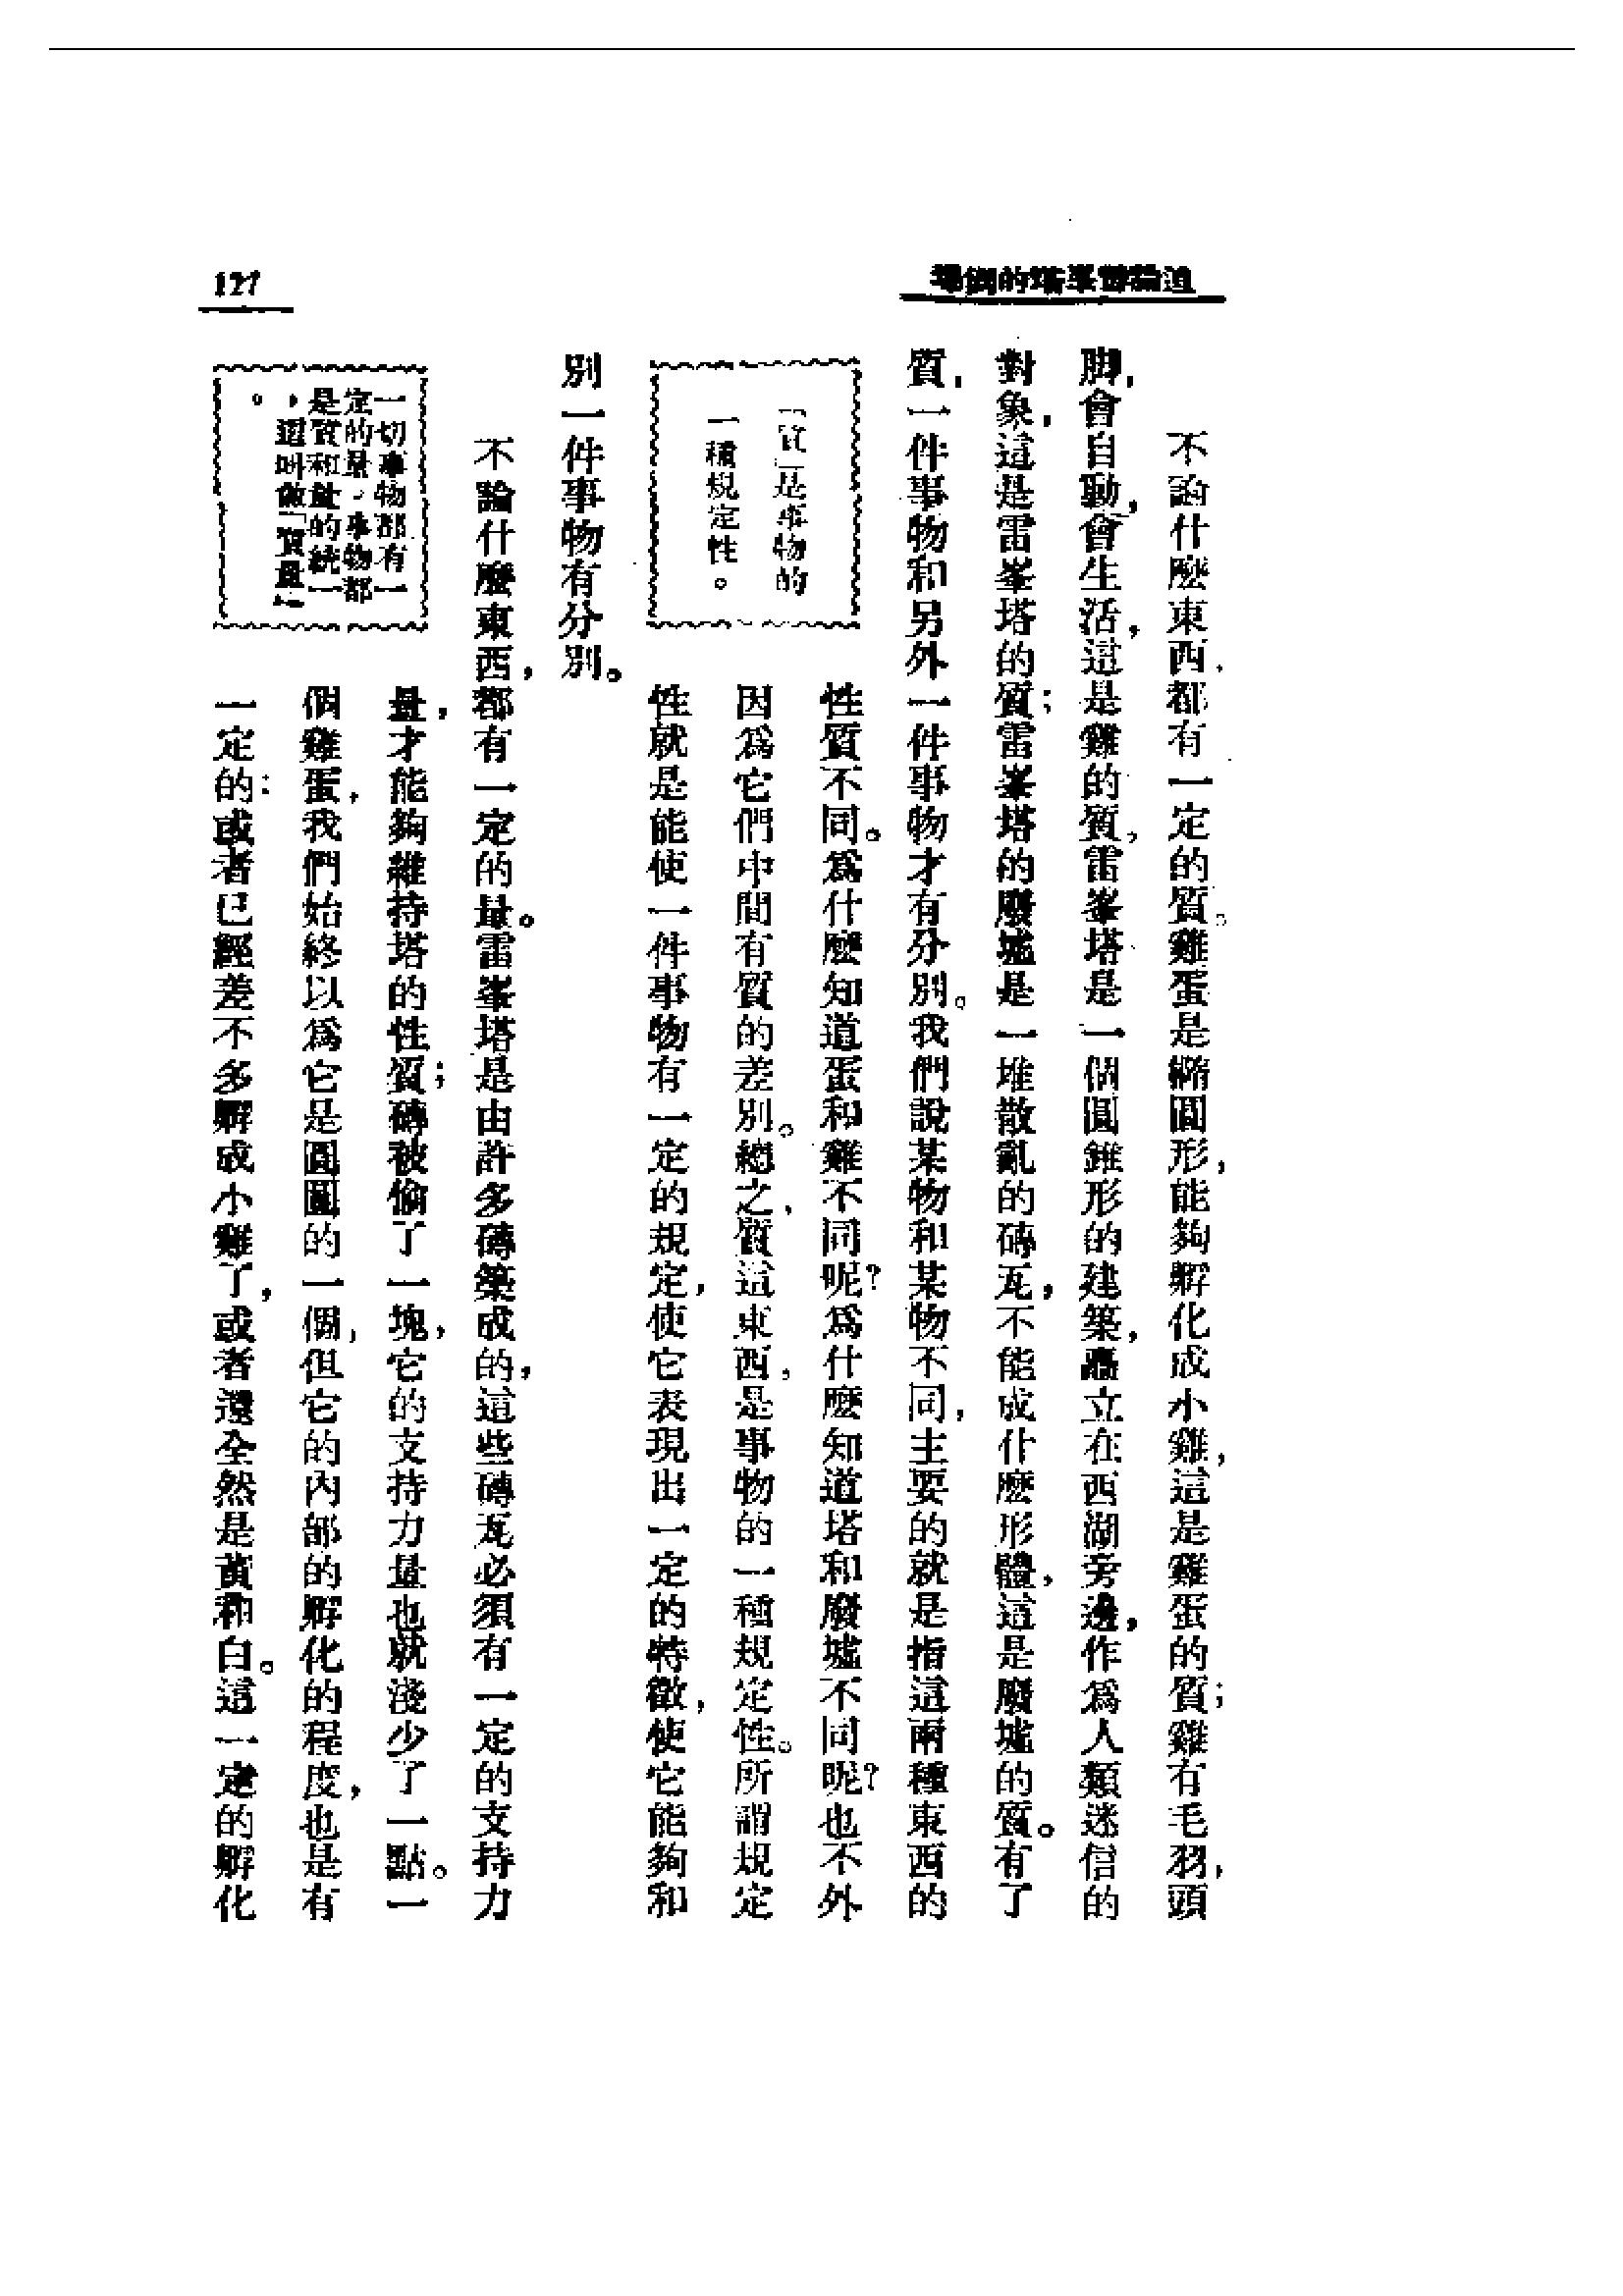 追論雷峯塔的倒塌
127
不論什麼東西，都有一定的質。雞蛋是橢圓形，能夠孵化成小雞，這是雞蛋的質；雞有毛羽，頭
脚，會自動，會生活，這是雞的質，雷峯塔是一個圓錐形的建築，矗立在西湖旁邊，作爲人類迷信的
對象，這是雷峯塔的質；雷峯塔的廢墟是一堆散亂的磚瓦，不能成什麼形體，這是廢墟的質。有了
質，一件事物和另外一件事物才有分別。我們說某物和某物不同，主要的就是指這兩種東西的
「質」是事物的
一種規定性。
性質不同。爲什麼知道蛋和雞不同呢？爲什麼知道塔和廢墟不同呢？也不外
因爲它們中間有質的差別。總之，質這東西，是事物的一種規定性。所謂規定
性就是能使一件事物有一定的規定，使它表現出一定的特徵，使它能夠和
別一件事物有分別。
不論什麼東西，都有一定的量。雷峯塔是由許多磚築成的，這些磚瓦必須有一定的支持力
一切事物都有一
定的量，事物都
是質和量的統一
，這叫做「質量」
。
量，才能夠維持塔的性質；磚被偷了一塊，它的支持力量也就淺少了一點。一
個雞蛋，我們始終以爲它是圓圓的一個，但它的內部的孵化的程度，也是有
一定的；或者已經差不多孵成小雞了，或者還全然是黃和白。這一定的孵化